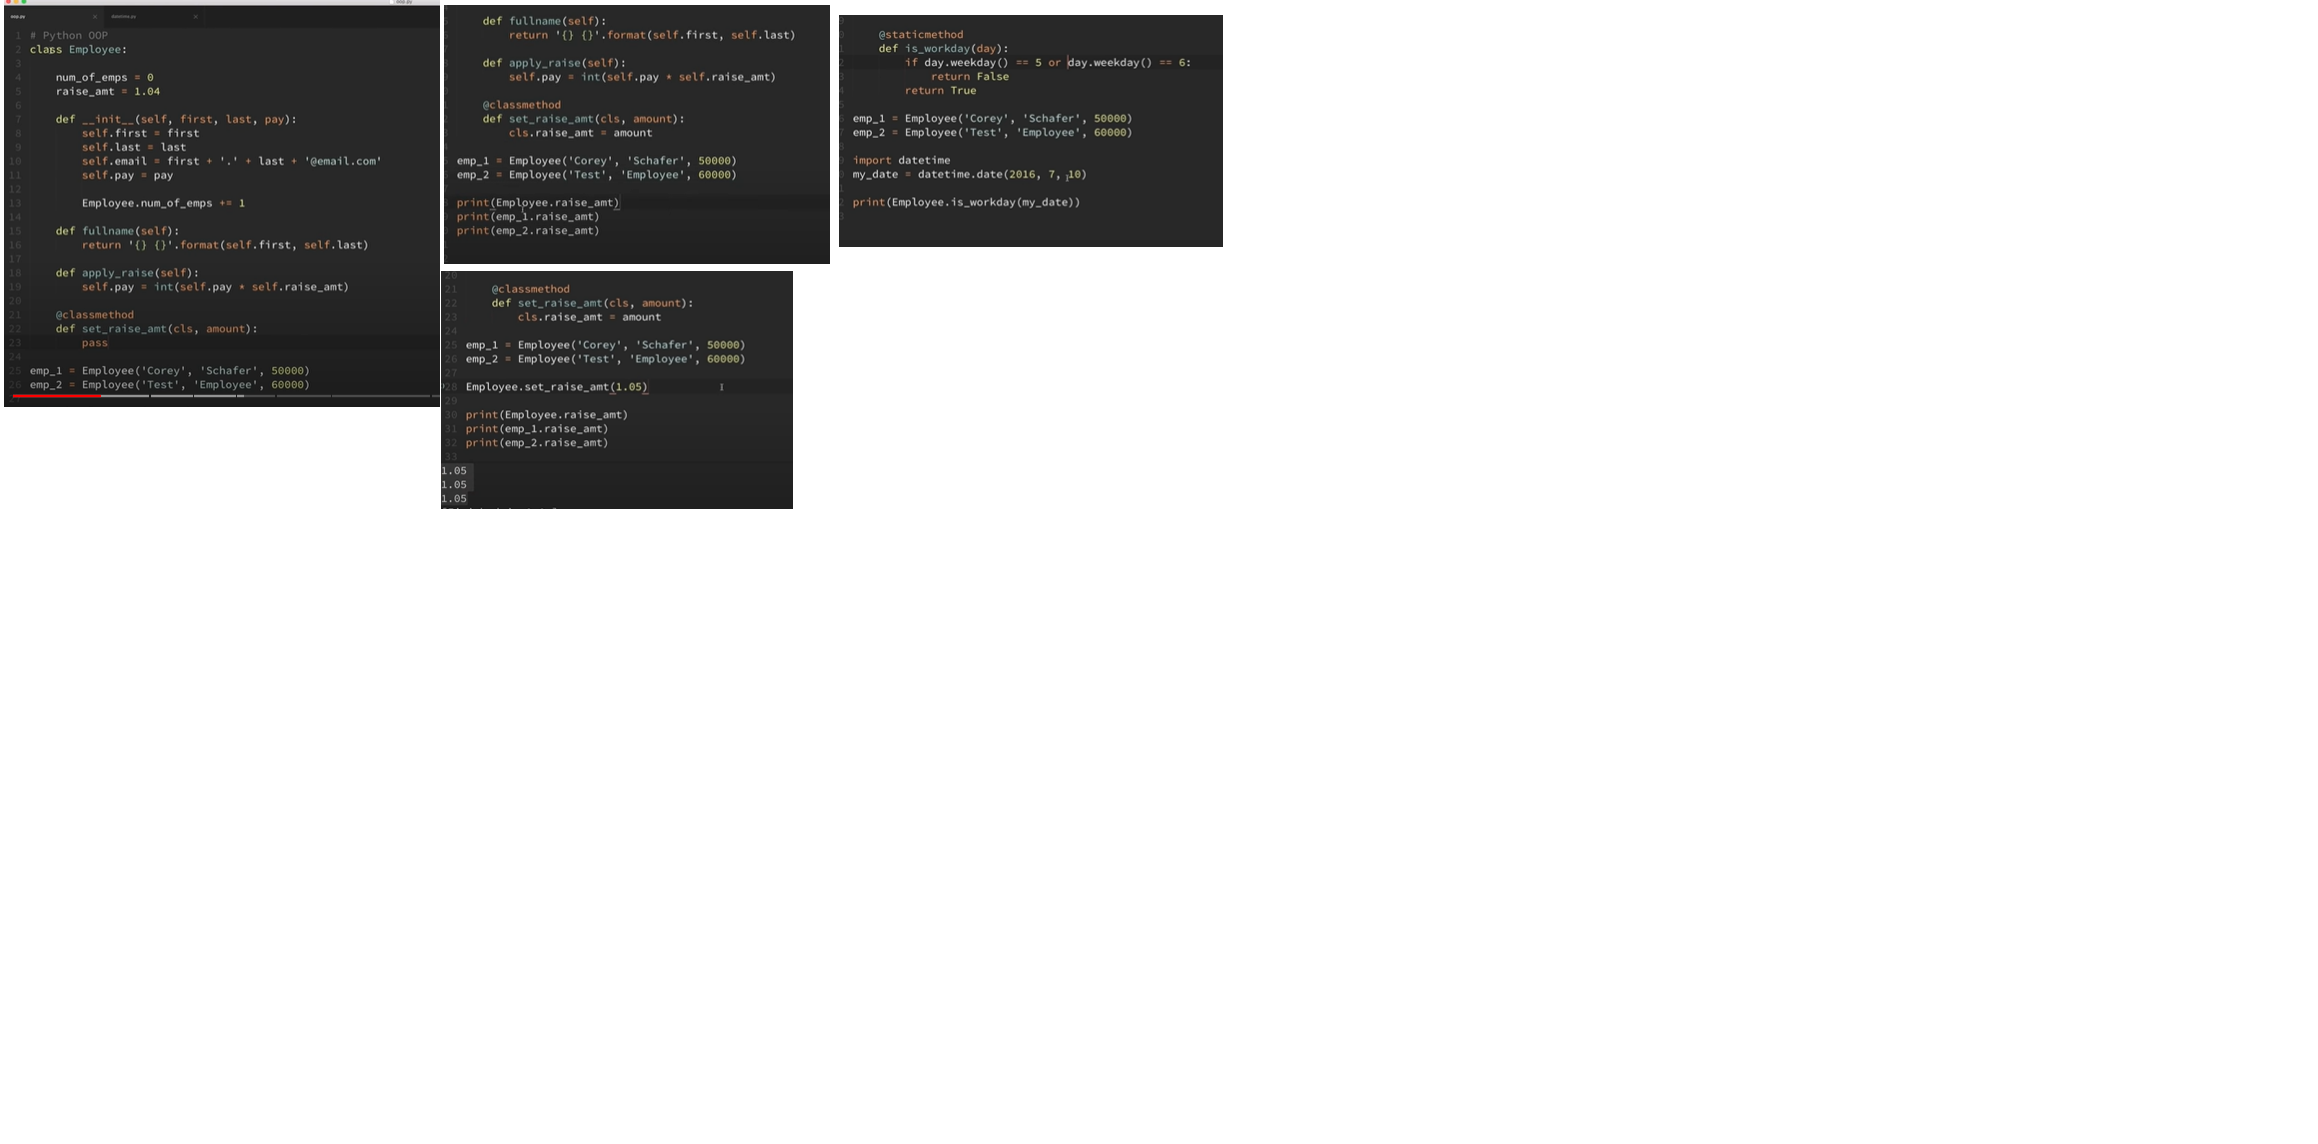 oop.py
oop.py
datetime.py
1 # Python OOP
2 class Employee:
3
4 num_of_emps = 0
5 raise_amt = 1.04
6
7 def __init__(self, first, last, pay):
8 self.first = first
9 self.last = last
10 self.email = first + '.' + last + '@email.com'
11 self.pay = pay
12
13 Employee.num_of_emps += 1
14
15 def fullname(self):
16 return '{} {}'.format(self.first, self.last)
17
18 def apply_raise(self):
19 self.pay = int(self.pay * self.raise_amt)
20
21 @classmethod
22 def set_raise_amt(cls, amount):
23 pass
24
25 emp_1 = Employee('Corey', 'Schafer', 50000)
26 emp_2 = Employee('Test', 'Employee', 60000)
def fullname(self):
return '{} {}'.format(self.first, self.last)
def apply_raise(self):
self.pay = int(self.pay * self.raise_amt)
@classmethod
def set_raise_amt(cls, amount):
cls.raise_amt = amount
emp_1 = Employee('Corey', 'Schafer', 50000)
emp_2 = Employee('Test', 'Employee', 60000)
print(Employee.raise_amt)
print(emp_1.raise_amt)
print(emp_2.raise_amt)
20
21 @classmethod
22 def set_raise_amt(cls, amount):
23 cls.raise_amt = amount
24
25 emp_1 = Employee('Corey', 'Schafer', 50000)
26 emp_2 = Employee('Test', 'Employee', 60000)
27
28 Employee.set_raise_amt(1.05)
29
30 print(Employee.raise_amt)
31 print(emp_1.raise_amt)
32 print(emp_2.raise_amt)
33
1.05
1.05
1.05
@staticmethod
def is_workday(day):
if day.weekday() == 5 or day.weekday() == 6:
return False
return True
emp_1 = Employee('Corey', 'Schafer', 50000)
emp_2 = Employee('Test', 'Employee', 60000)
import datetime
my_date = datetime.date(2016, 7, 10)
print(Employee.is_workday(my_date))